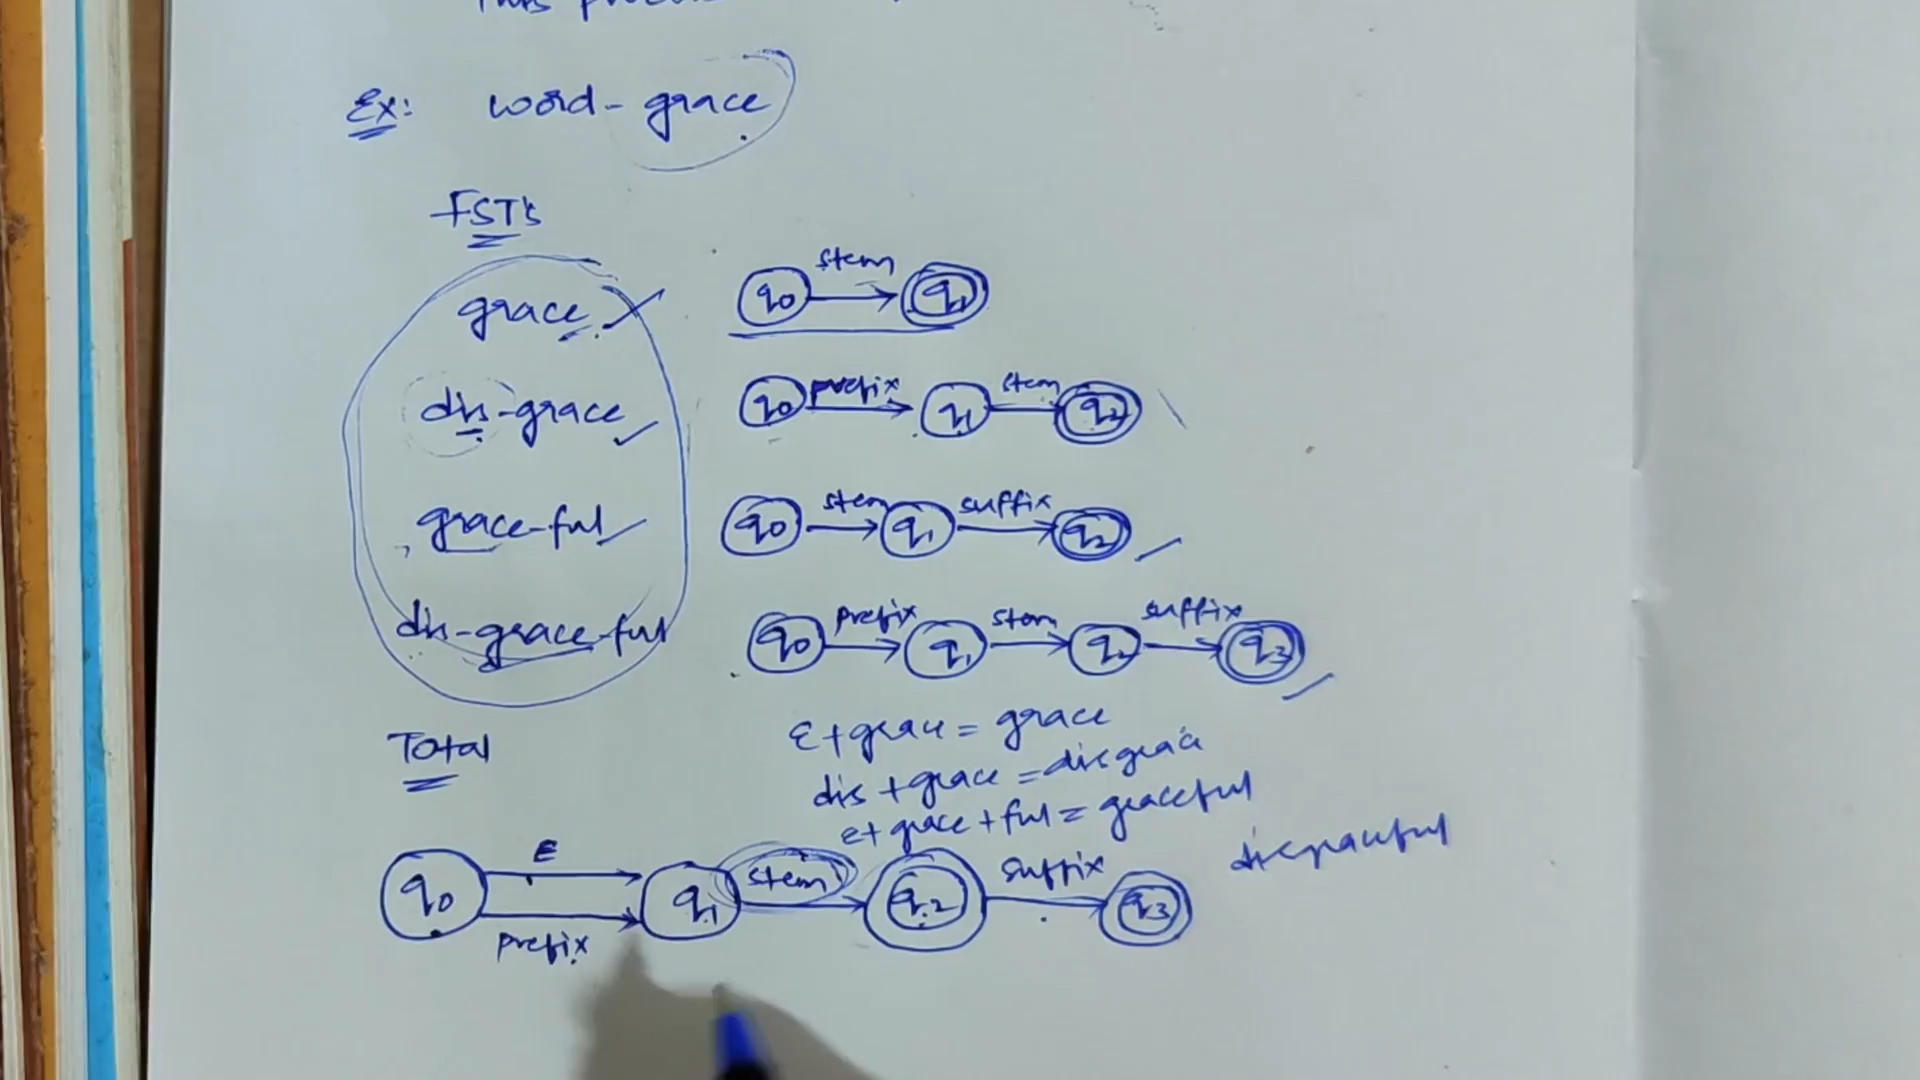 This
Ex: word - grace
FST's
grace q0 stem q1
dis-grace q0 prefix q1 stem q2
grace-ful q0 stem q1 suffix q2
dis-grace-ful q0 prefix q1 stem q2 suffix q3
Total
ε+grace = grace
dis +grace = disgrace
ε+ grace + ful = graceful
disgraceful
q0 ε prefix q1 stem q2 suffix q3